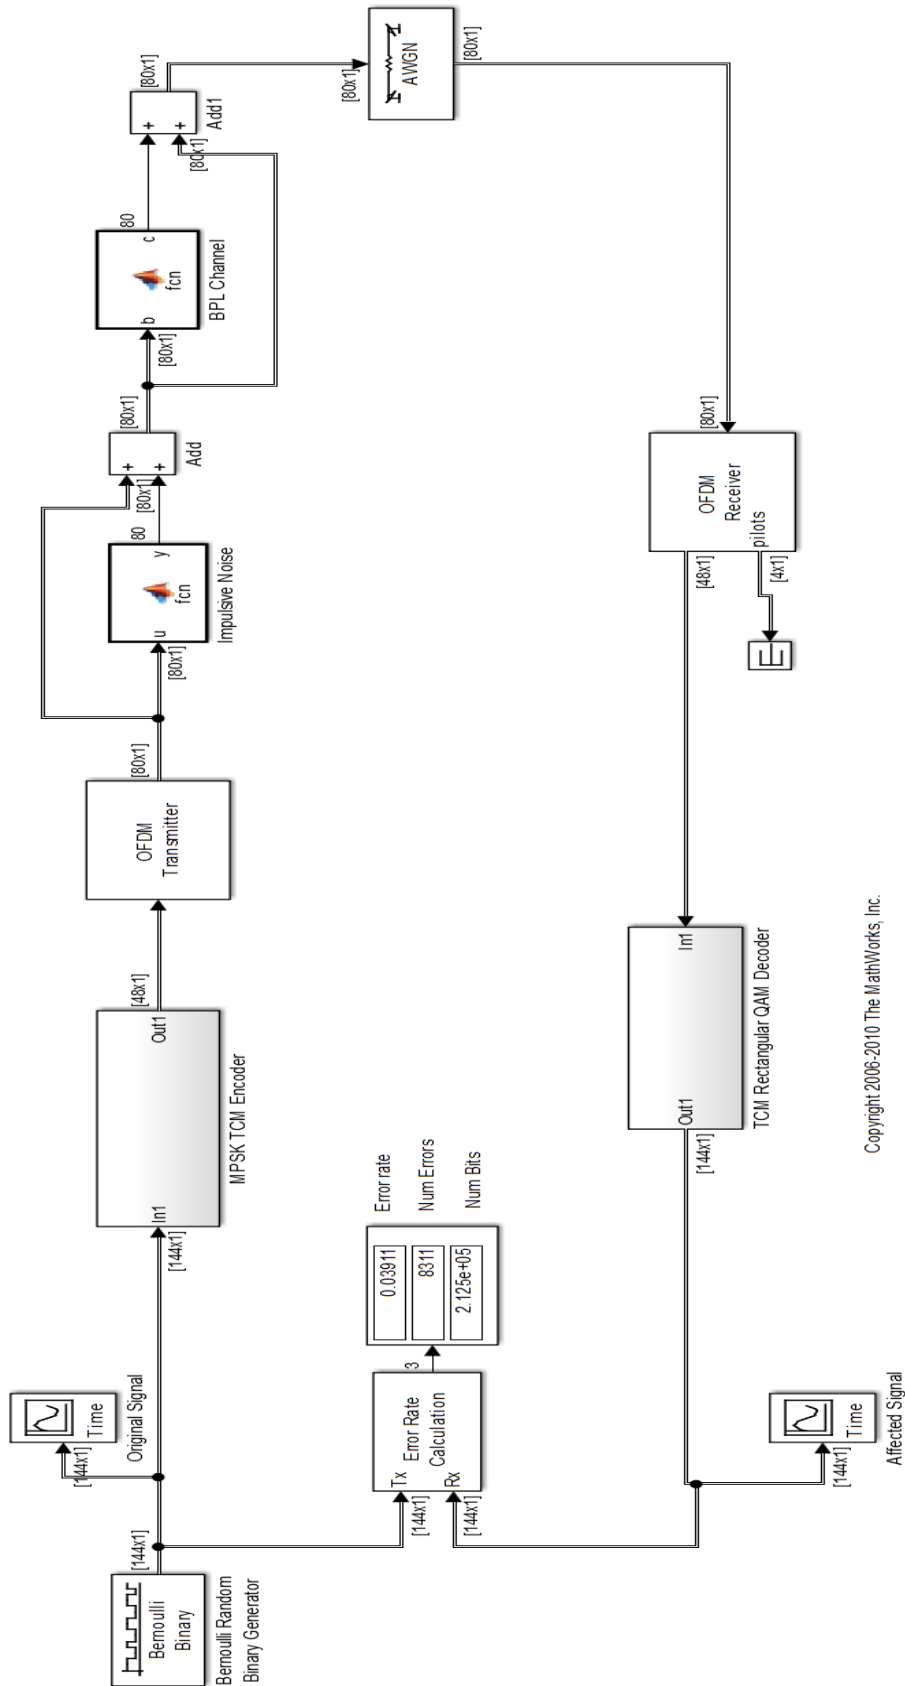 Bernoulli
Binary
Bernoulli Random
Binary Generator
[144x1]
[144x1]
Time
Original Signal
[144x1]
In1
Out1
MPSK TCM Encoder
[48x1]
OFDM
Transmitter
[80x1]
[80x1]
u
y
fcn
Impulsive Noise
80
[80x1]
+
+
Add
[80x1]
[80x1]
b
c
fcn
BPL Channel
80
[80x1]
+
+
Add1
[80x1]
[80x1]
AWGN
[80x1]
[144x1]
[144x1]
Tx
Rx
Error Rate
Calculation
3
0.03911
8311
2.125e+05
Error rate
Num Errors
Num Bits
[80x1]
OFDM
Receiver
pilots
[48x1]
[4x1]
In1
Out1
TCM Rectangular QAM Decoder
[144x1]
[144x1]
Time
Affected Signal
Copyright 2006-2010 The MathWorks, Inc.